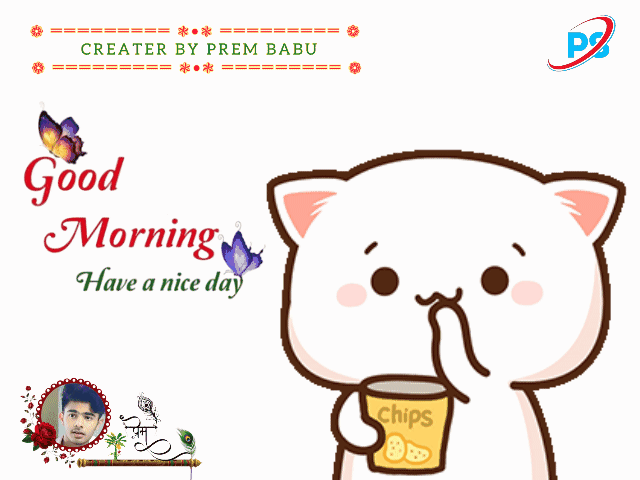 CREATER BY PREM BABU
PS
Good
Morning
Have a nice day
chips
प्रेम